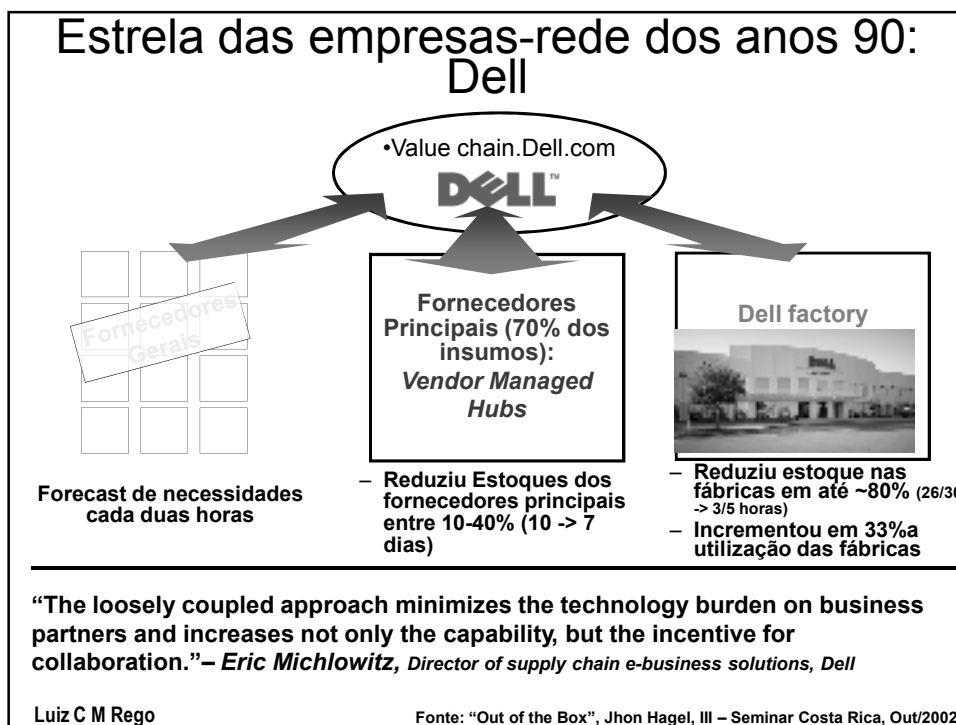 Estrela das empresas-rede dos anos 90:
Dell
•Value chain.Dell.com
DELL™
Fornecedores
Gerais
Forecast de necessidades
cada duas horas
Fornecedores
Principais (70% dos
insumos):
Vendor Managed
Hubs
– Reduziu Estoques dos
fornecedores principais
entre 10-40% (10 -> 7
dias)
Dell factory
DELL
– Reduziu estoque nas
fábricas em até ~80% (26/30
-> 3/5 horas)
– Incrementou em 33%a
utilização das fábricas
“The loosely coupled approach minimizes the technology burden on business
partners and increases not only the capability, but the incentive for
collaboration.”– Eric Michlowitz, Director of supply chain e-business solutions, Dell
Luiz C M Rego
Fonte: “Out of the Box”, Jhon Hagel, III – Seminar Costa Rica, Out/2002